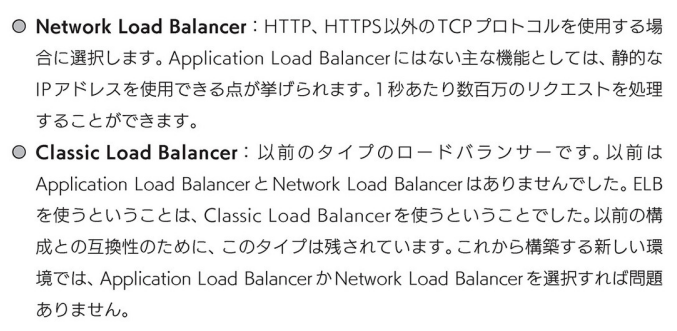 ● Network Load Balancer：HTTP、HTTPS以外のTCPプロトコルを使用する場
合に選択します。Application Load Balancerにはない主な機能としては、静的な
IPアドレスを使用できる点が挙げられます。1秒あたり数百万のリクエストを処理
することができます。
● Classic Load Balancer：以前のタイプのロードバランサーです。以前は
Application Load BalancerとNetwork Load Balancerはありませんでした。ELB
を使うということは、Classic Load Balancerを使うということでした。以前の構
成との互換性のために、このタイプは残されています。これから構築する新しい環
境では、Application Load BalancerかNetwork Load Balancerを選択すれば問題
ありません。